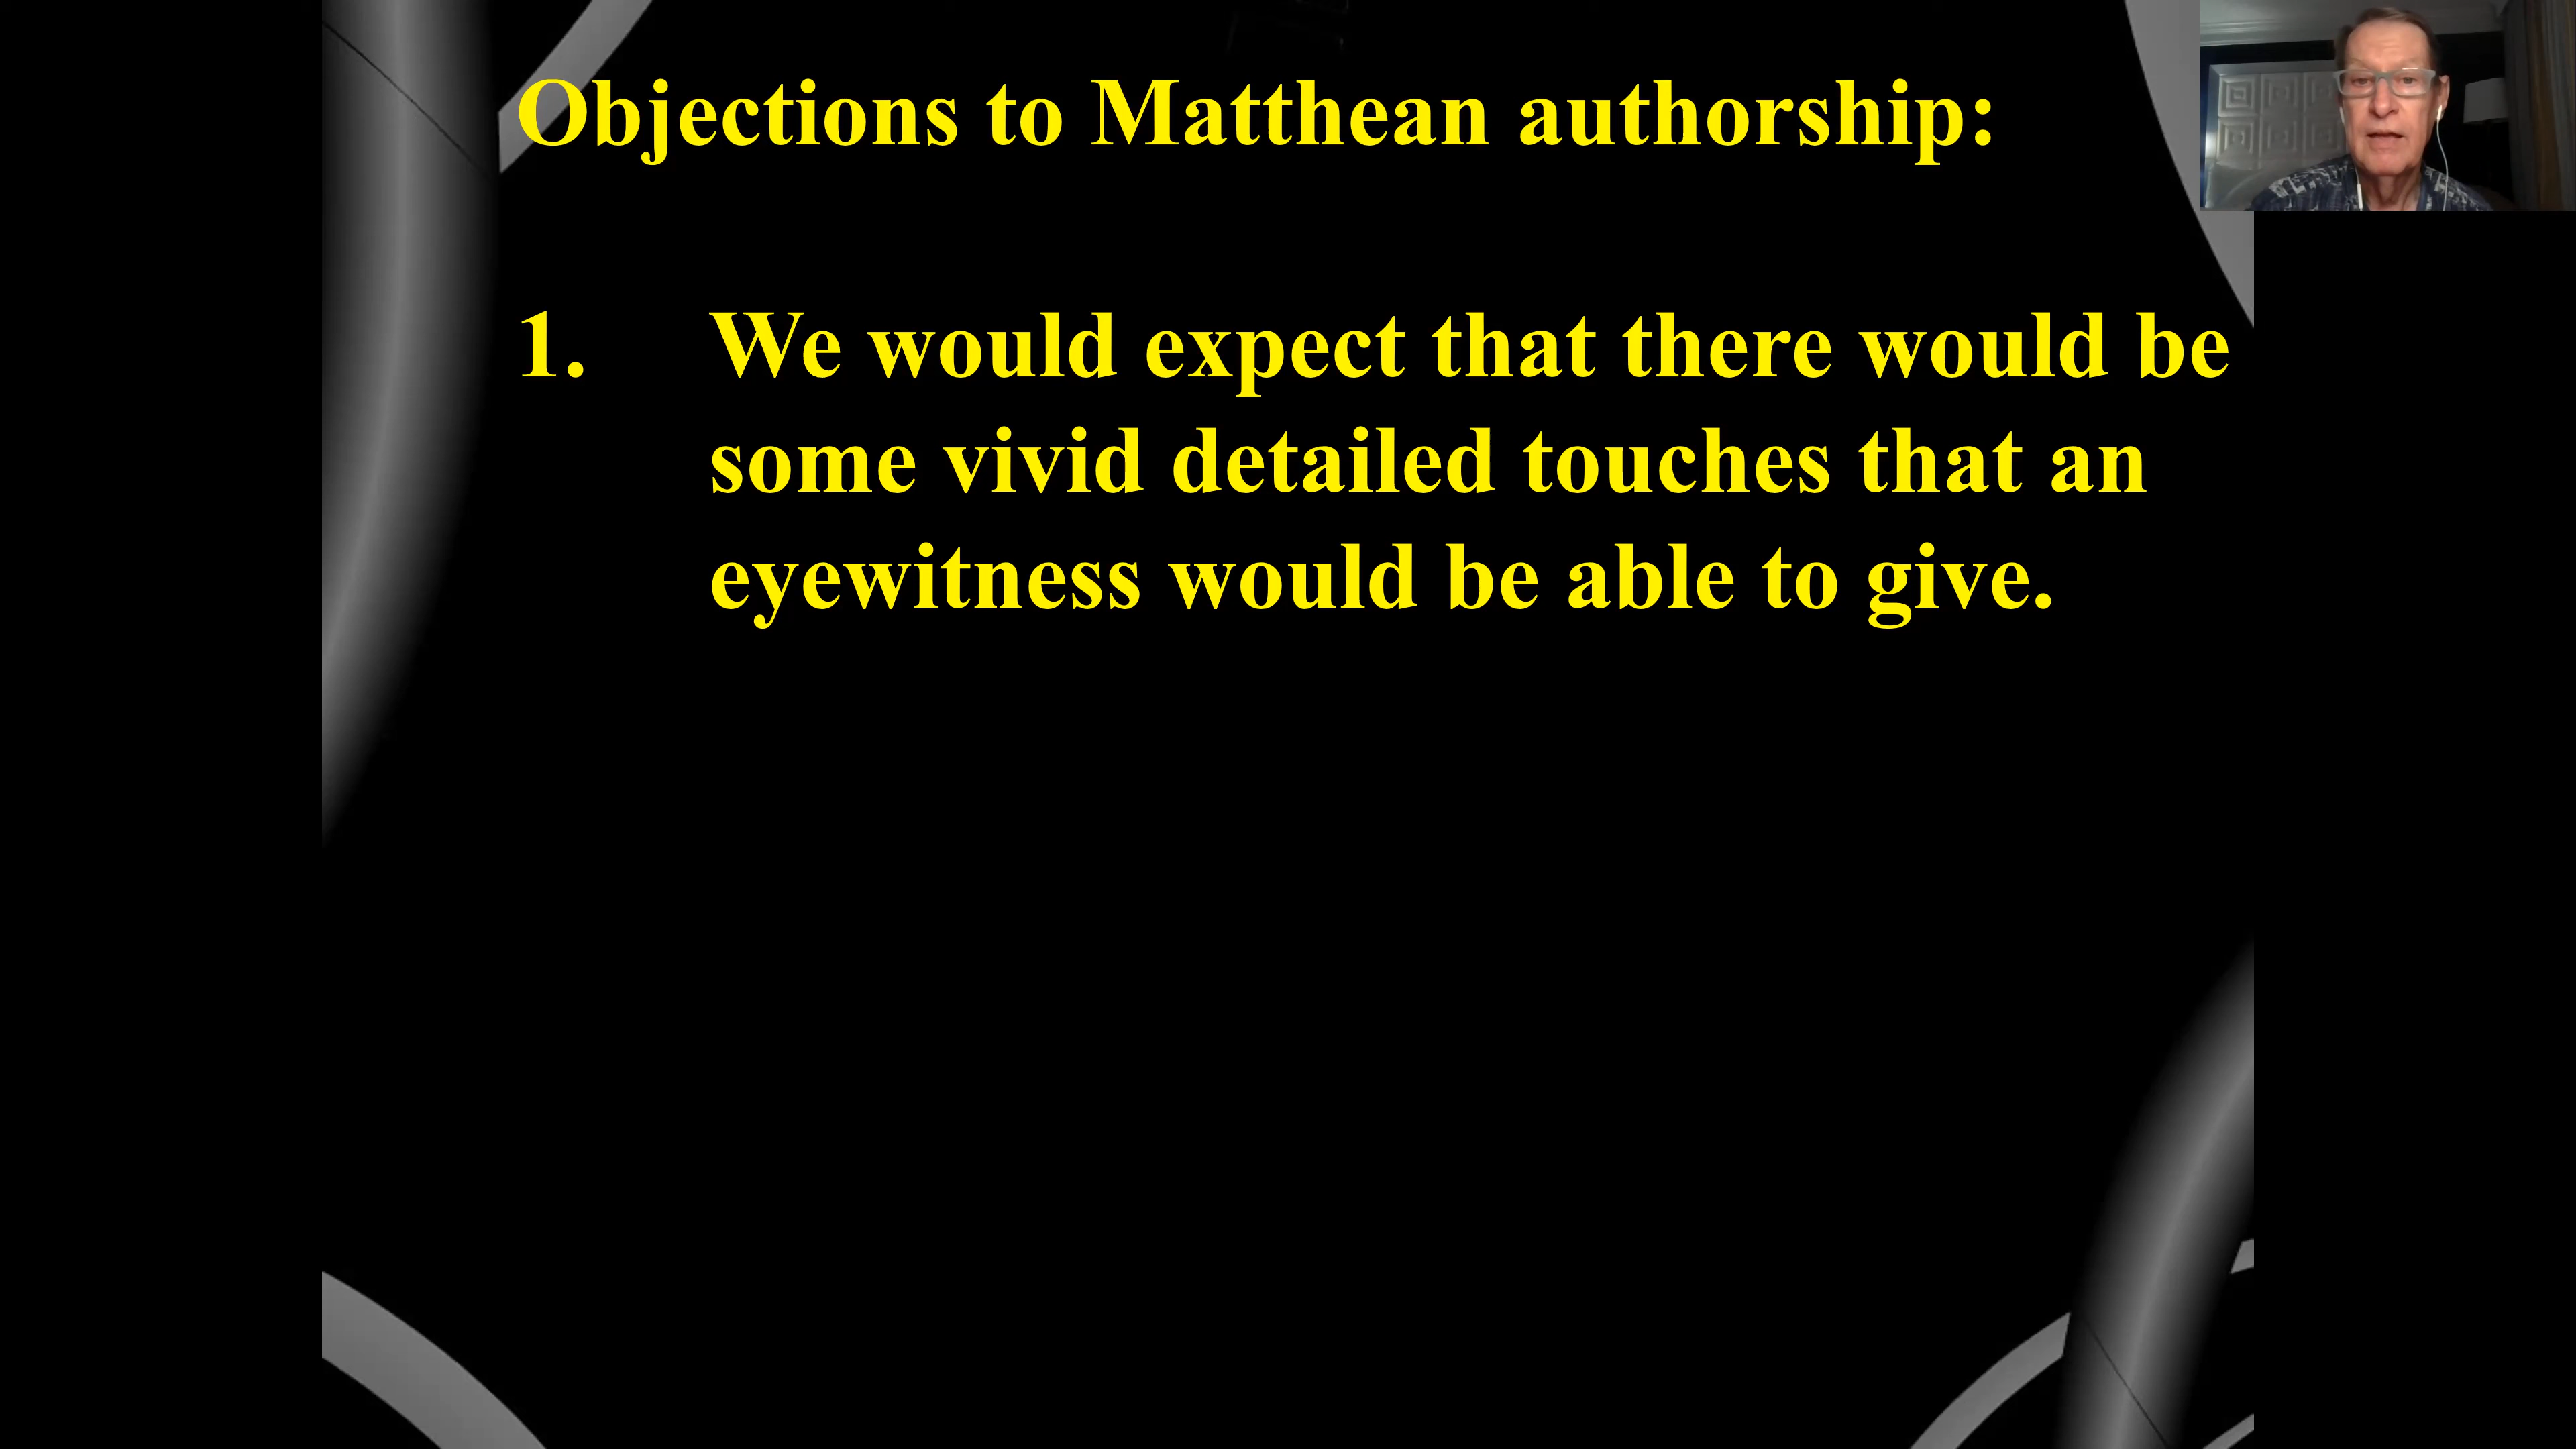 Objections to Matthean authorship:
1. We would expect that there would be
some vivid detailed touches that an
eyewitness would be able to give.